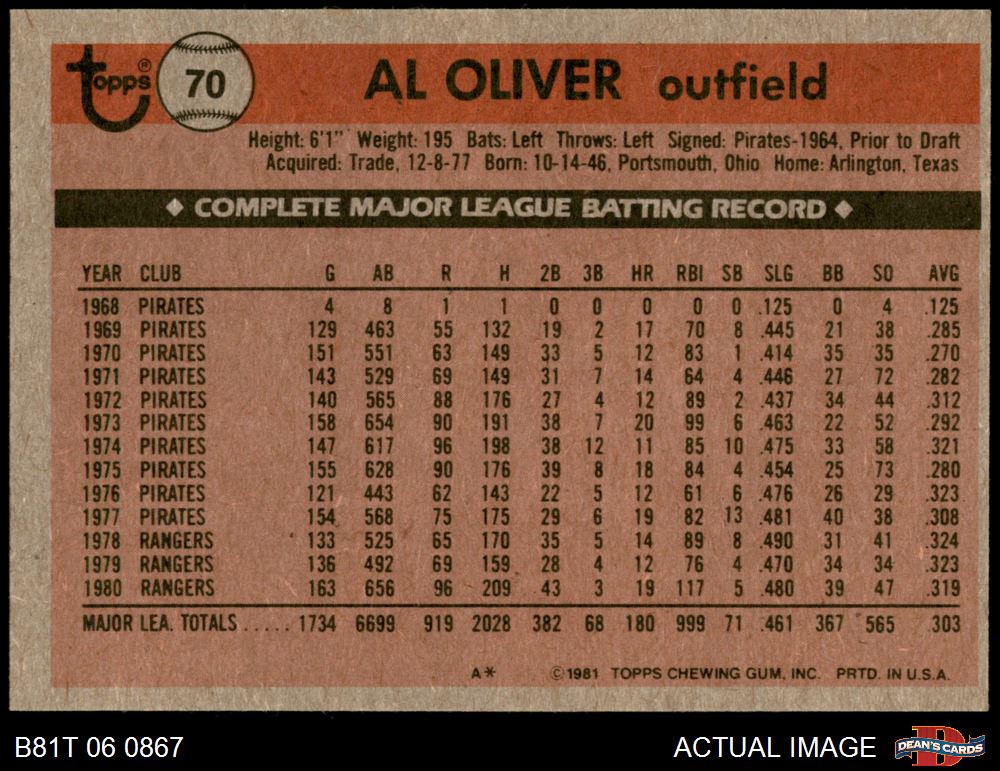 Topps® 70 AL OLIVER outfield
Height: 6'1" Weight: 195 Bats: Left Throws: Left Signed: Pirates-1964, Prior to Draft
Acquired: Trade, 12-8-77 Born: 10-14-46, Portsmouth, Ohio Home: Arlington, Texas
◆ COMPLETE MAJOR LEAGUE BATTING RECORD ◆
YEAR CLUB G AB R H 2B 3B HR RBI SB SLG BB SO AVG
1968 PIRATES 4 8 1 1 0 0 0 0 0 .125 0 4 .125
1969 PIRATES 129 463 55 132 19 2 17 70 8 .445 21 38 .285
1970 PIRATES 151 551 63 149 33 5 12 83 1 .414 35 35 .270
1971 PIRATES 143 529 69 149 31 7 14 64 4 .446 27 72 .282
1972 PIRATES 140 565 88 176 27 4 12 89 2 .437 34 44 .312
1973 PIRATES 158 654 90 191 38 7 20 99 6 .463 22 52 .292
1974 PIRATES 147 617 96 198 38 12 11 85 10 .475 33 58 .321
1975 PIRATES 155 628 90 176 39 8 18 84 4 .454 25 73 .280
1976 PIRATES 121 443 62 143 22 5 12 61 6 .476 26 29 .323
1977 PIRATES 154 568 75 175 29 6 19 82 13 .481 40 38 .308
1978 RANGERS 133 525 65 170 35 5 14 89 8 .490 31 41 .324
1979 RANGERS 136 492 69 159 28 4 12 76 4 .470 34 34 .323
1980 RANGERS 163 656 96 209 43 3 19 117 5 .480 39 47 .319
MAJOR LEA. TOTALS ..... 1734 6699 919 2028 382 68 180 999 71 .461 367 565 .303
A* ©1981 TOPPS CHEWING GUM, INC. PRTD. IN U.S.A.
B81T 06 0867 ACTUAL IMAGE D DEAN'S CARDS